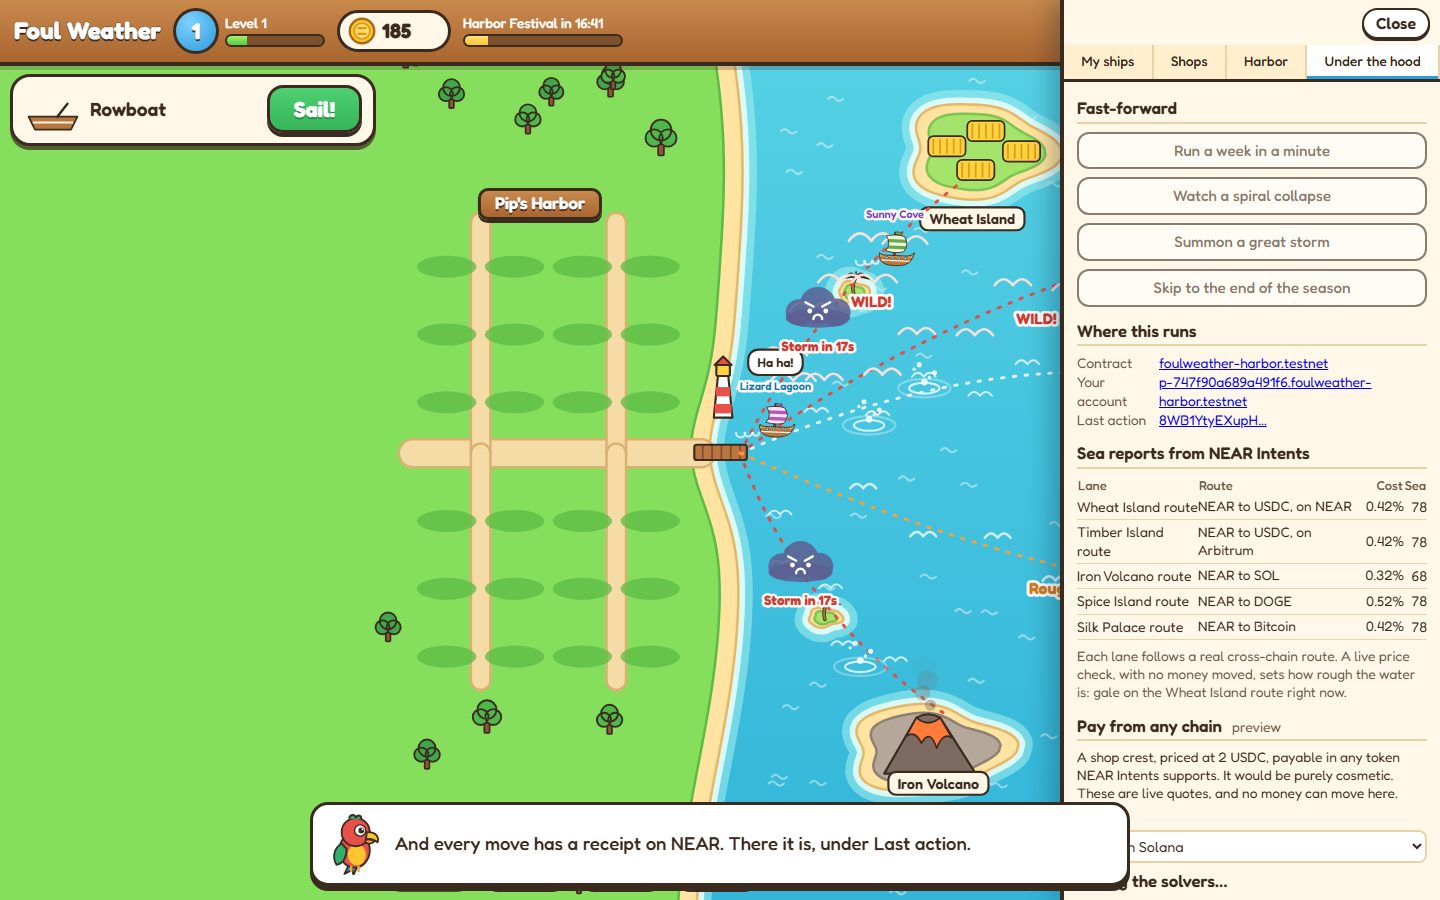 Foul Weather
1
Level 1
185
Harbor Festival in 16:41
Close
My ships
Shops
Harbor
Under the hood
Rowboat
Sail!
Pip's Harbor
Sunny Cove
Wheat Island
WILD!
WILD!
Storm in 17s
Ha ha!
Lizard Lagoon
Storm in 17s
Iron Volcano
And every move has a receipt on NEAR. There it is, under Last action.
Fast-forward
Run a week in a minute
Watch a spiral collapse
Summon a great storm
Skip to the end of the season
Where this runs
Contract foulweather-harbor.testnet
Your account p-747f90a689a491f6.foulweather-harbor.testnet
Last action 8WB1YtyEXupH...
Sea reports from NEAR Intents
Lane Route Cost Sea
Wheat Island route NEAR to USDC, on NEAR 0.42% 78
Timber Island route NEAR to USDC, on Arbitrum 0.42% 78
Iron Volcano route NEAR to SOL 0.32% 68
Spice Island route NEAR to DOGE 0.52% 78
Silk Palace route NEAR to Bitcoin 0.42% 78
Each lane follows a real cross-chain route. A live price
check, with no money moved, sets how rough the water
is: gale on the Wheat Island route right now.
Pay from any chain preview
A shop crest, priced at 2 USDC, payable in any token
NEAR Intents supports. It would be purely cosmetic.
These are live quotes, and no money can move here.
Solana
the solvers...